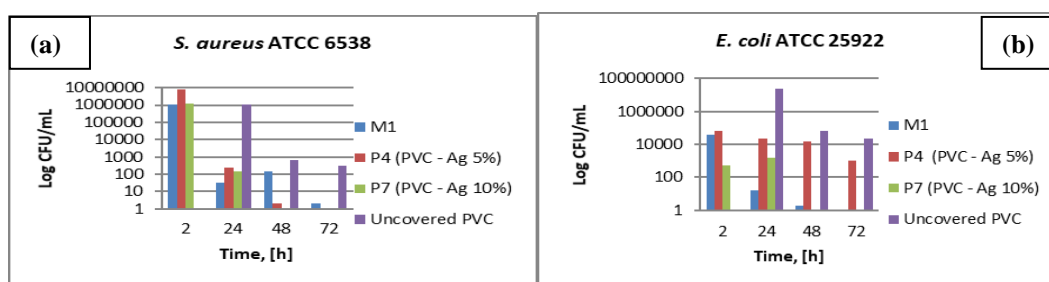 (a)
S. aureus ATCC 6538
Log CFU/mL
10000000
1000000
100000
10000
1000
100
10
1
2 24 48 72
Time, [h]
M1
P4 (PVC - Ag 5%)
P7 (PVC - Ag 10%)
Uncovered PVC
(b)
E. coli ATCC 25922
Log CFU/mL
100000000
1000000
10000
100
1
2 24 48 72
Time, [h]
M1
P4 (PVC - Ag 5%)
P7 (PVC - Ag 10%)
Uncovered PVC